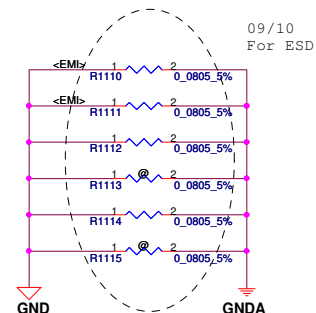 09/10
For ESD
<EMI> 1 2
R1110 0_0805_5%
<EMI> 1 2
R1111 0_0805_5%
1 2
R1112 0_0805_5%
1 @ 2
R1113 0_0805_5%
1 2
R1114 0_0805_5%
1 @ 2
R1115 0_0805_5%
GND GNDA